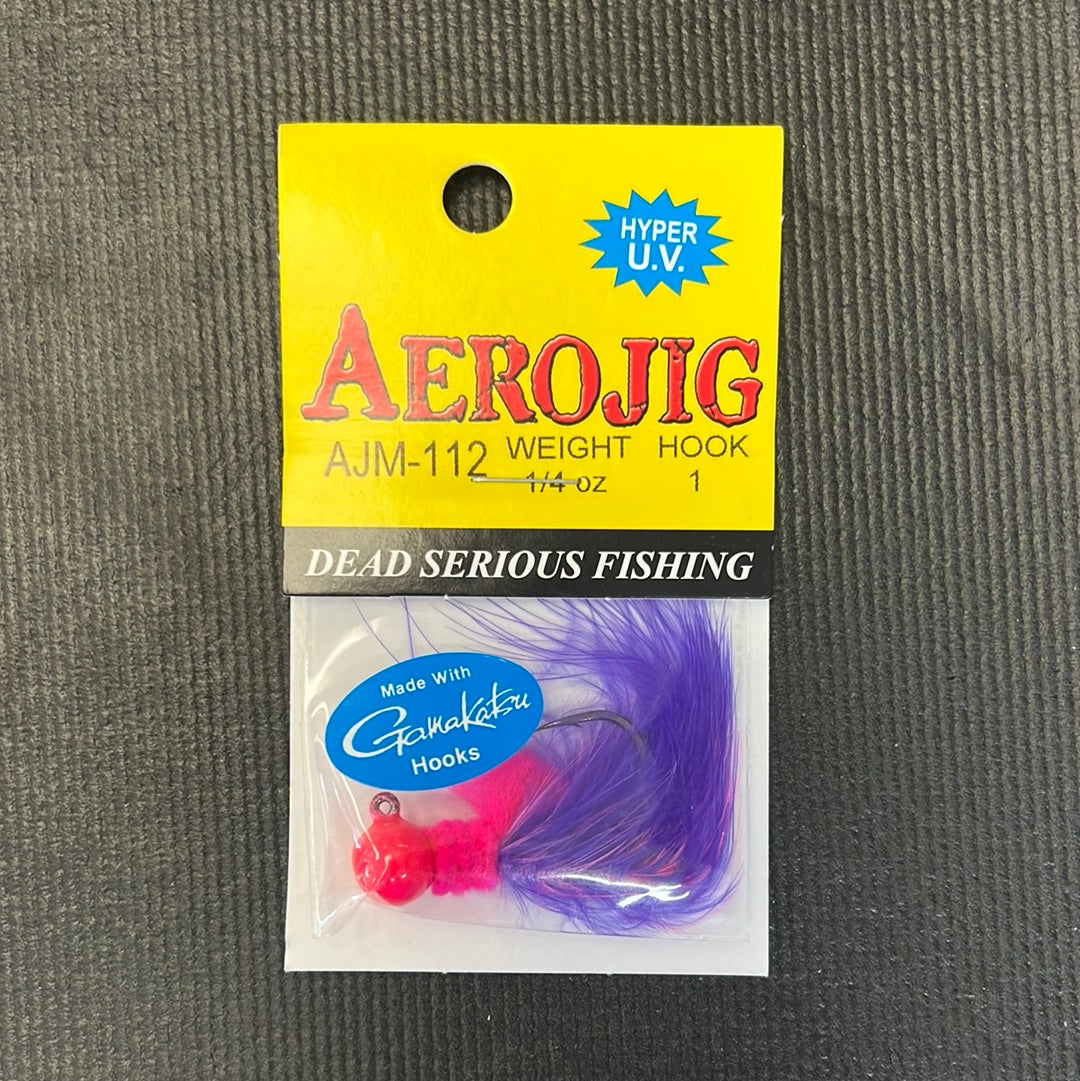 HYPER
U.V.
AEROJIG
AJM-112 WEIGHT HOOK
1/4 oz 1
DEAD SERIOUS FISHING
Made With
Gamakatsu
Hooks